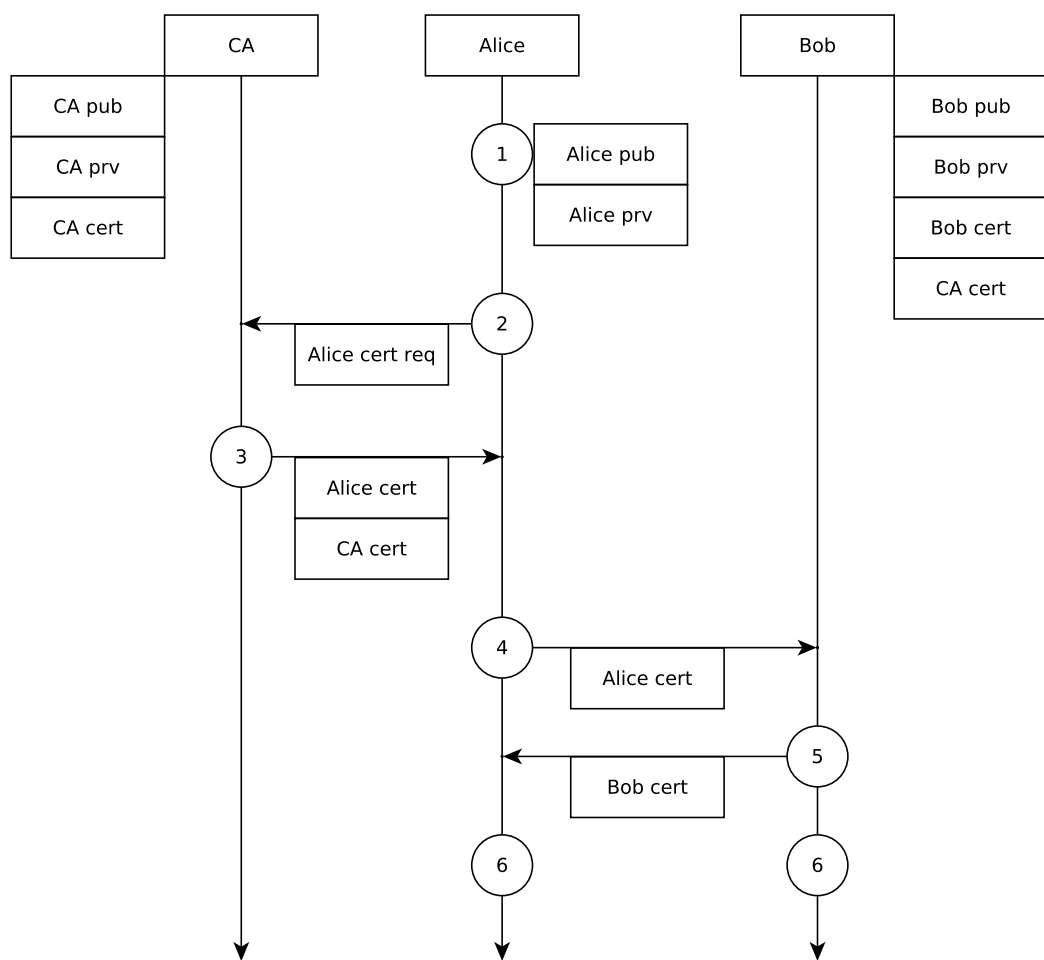 CA
Alice
Bob
CA pub
CA prv
CA cert
1
Alice pub
Alice prv
Bob pub
Bob prv
Bob cert
CA cert
2
Alice cert req
3
Alice cert
CA cert
4
Alice cert
5
Bob cert
6
6